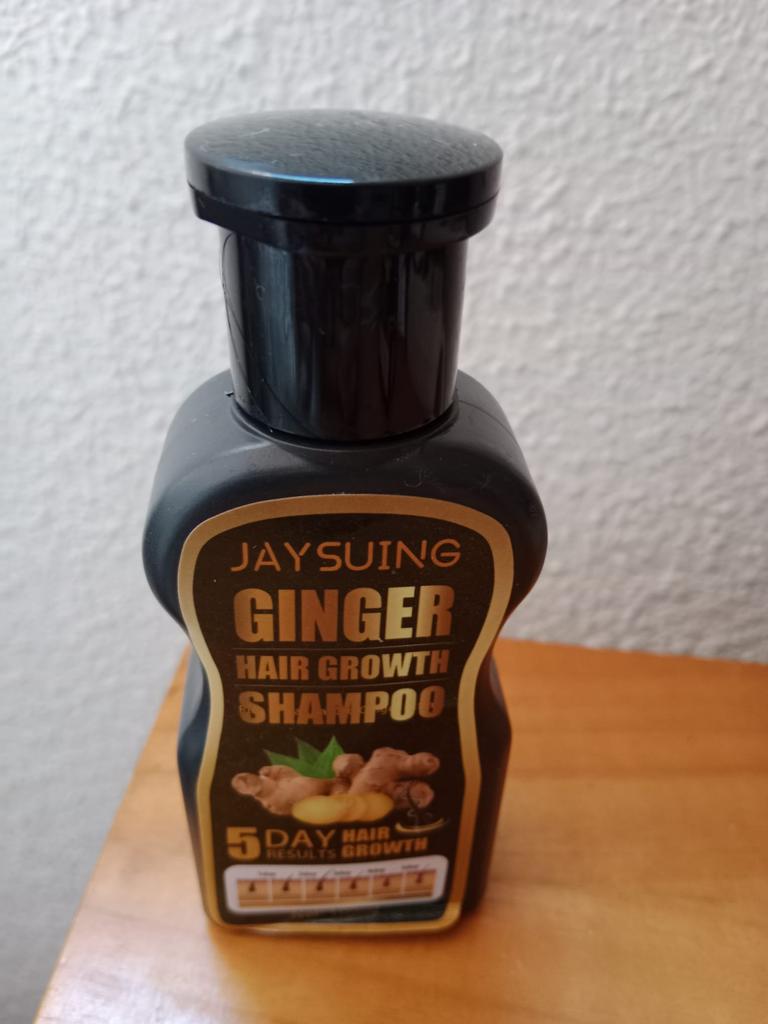 JAYSUING
GINGER
HAIR GROWTH
SHAMPOO
5 DAY HAIR
RESULTS GROWTH